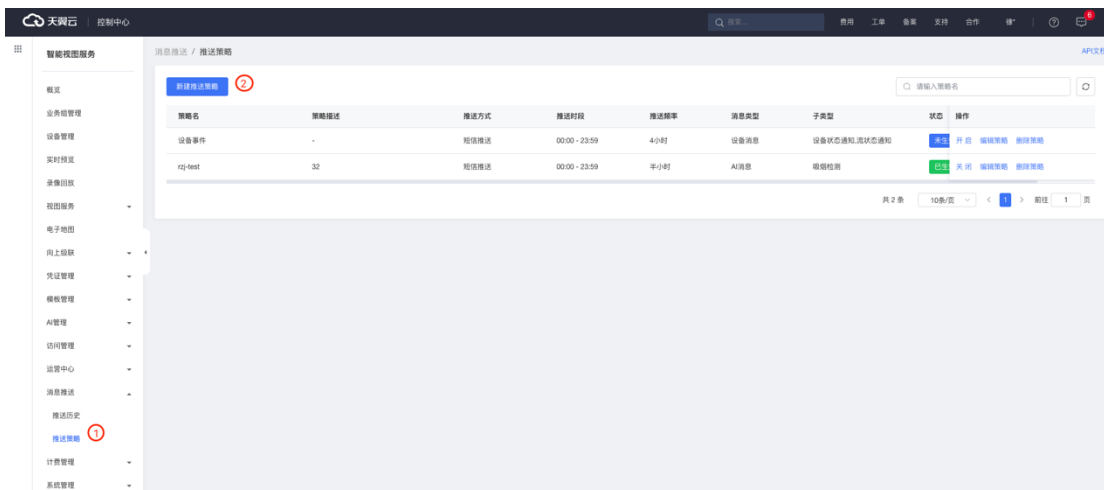 天翼云 控制中心 搜索... 费用 工单 备案 支持 合作 6
智能视图服务
消息推送 / 推送策略 API文档
概览
业务组管理
设备管理
实时预览
录像回放
视图服务
电子地图
向上级联
凭证管理
模板管理
AI管理
访问管理
运营中心
消息推送
推送历史
推送策略 1
计费管理
系统管理
新建推送策略 2 请输入策略名
策略名 策略描述 推送方式 推送时段 推送频率 消息类型 子类型 状态 操作
设备事件 - 短信推送 00:00 - 23:59 4小时 设备消息 设备状态通知,流状态通知 未生 开启 编辑策略 删除策略
rzj-test 32 短信推送 00:00 - 23:59 半小时 AI消息 吸烟检测 已生 关闭 编辑策略 删除策略
共 2 条 10条/页 1 前往 1 页